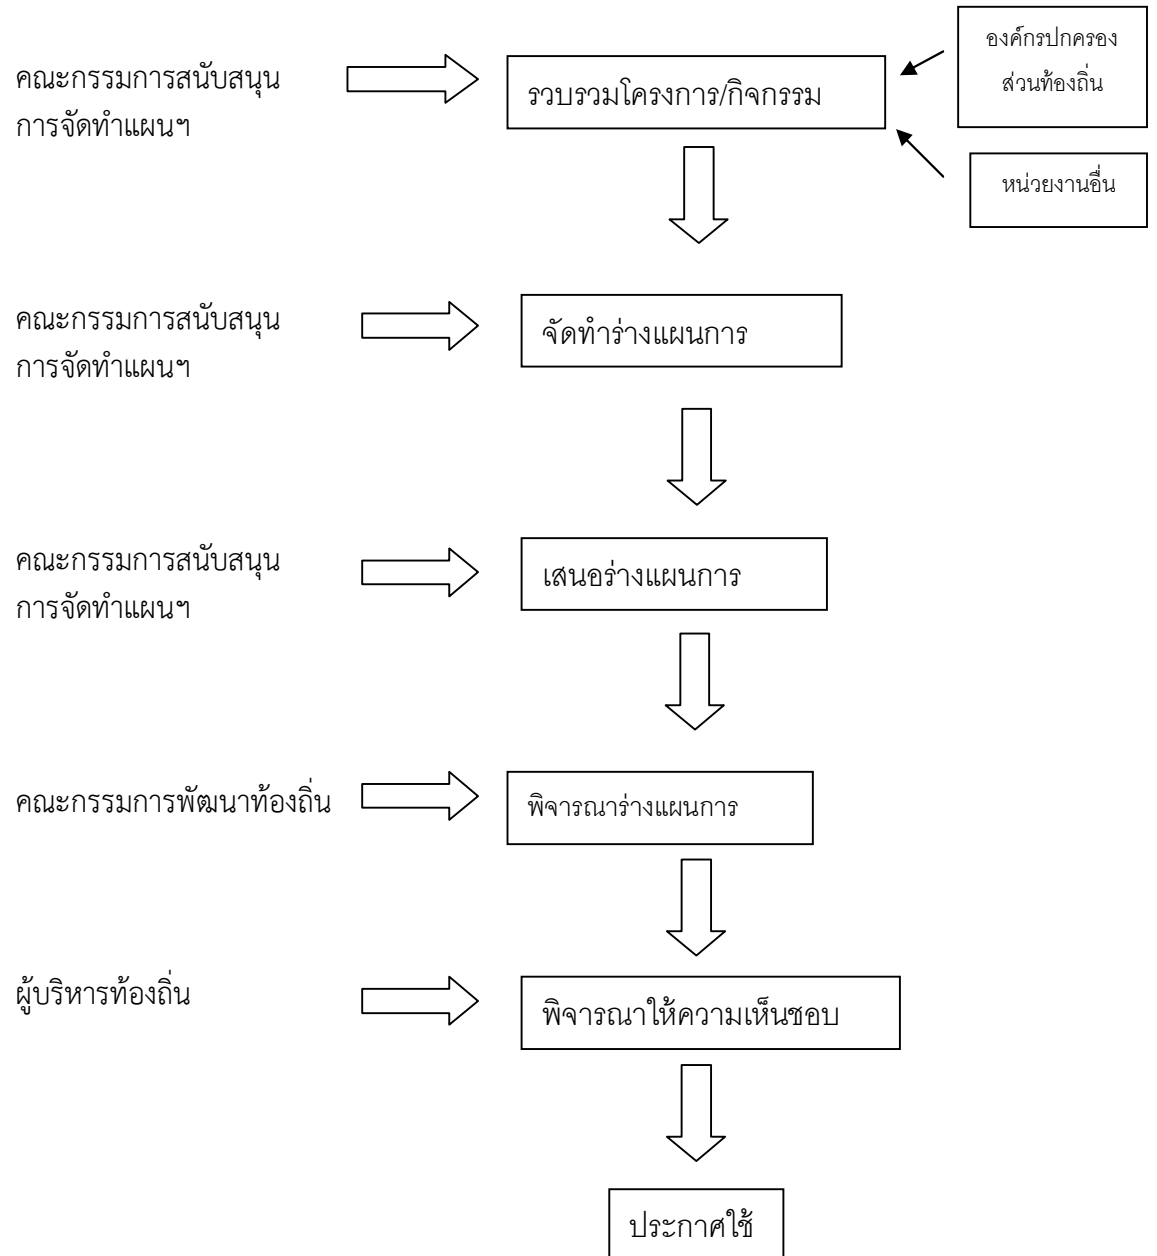 องค์กรปกครอง
ส่วนท้องถิ่น
คณะกรรมการสนับสนุน
การจัดทำแผนฯ
รวบรวมโครงการ/กิจกรรม
หน่วยงานอื่น
คณะกรรมการสนับสนุน
การจัดทำแผนฯ
จัดทำร่างแผนการ
คณะกรรมการสนับสนุน
การจัดทำแผนฯ
เสนอร่างแผนการ
คณะกรรมการพัฒนาท้องถิ่น
พิจารณาร่างแผนการ
ผู้บริหารท้องถิ่น
พิจารณาให้ความเห็นชอบ
ประกาศใช้